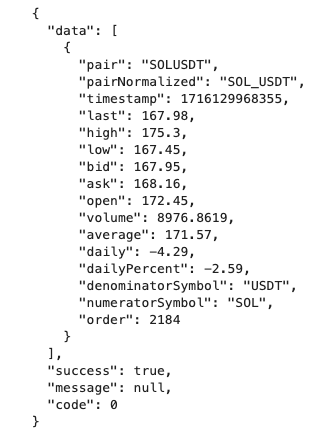 {
  "data": [
    {
      "pair": "SOLUSDT",
      "pairNormalized": "SOL_USDT",
      "timestamp": 1716129968355,
      "last": 167.98,
      "high": 175.3,
      "low": 167.45,
      "bid": 167.95,
      "ask": 168.16,
      "open": 172.45,
      "volume": 8976.8619,
      "average": 171.57,
      "daily": -4.29,
      "dailyPercent": -2.59,
      "denominatorSymbol": "USDT",
      "numeratorSymbol": "SOL",
      "order": 2184
    }
  ],
  "success": true,
  "message": null,
  "code": 0
}